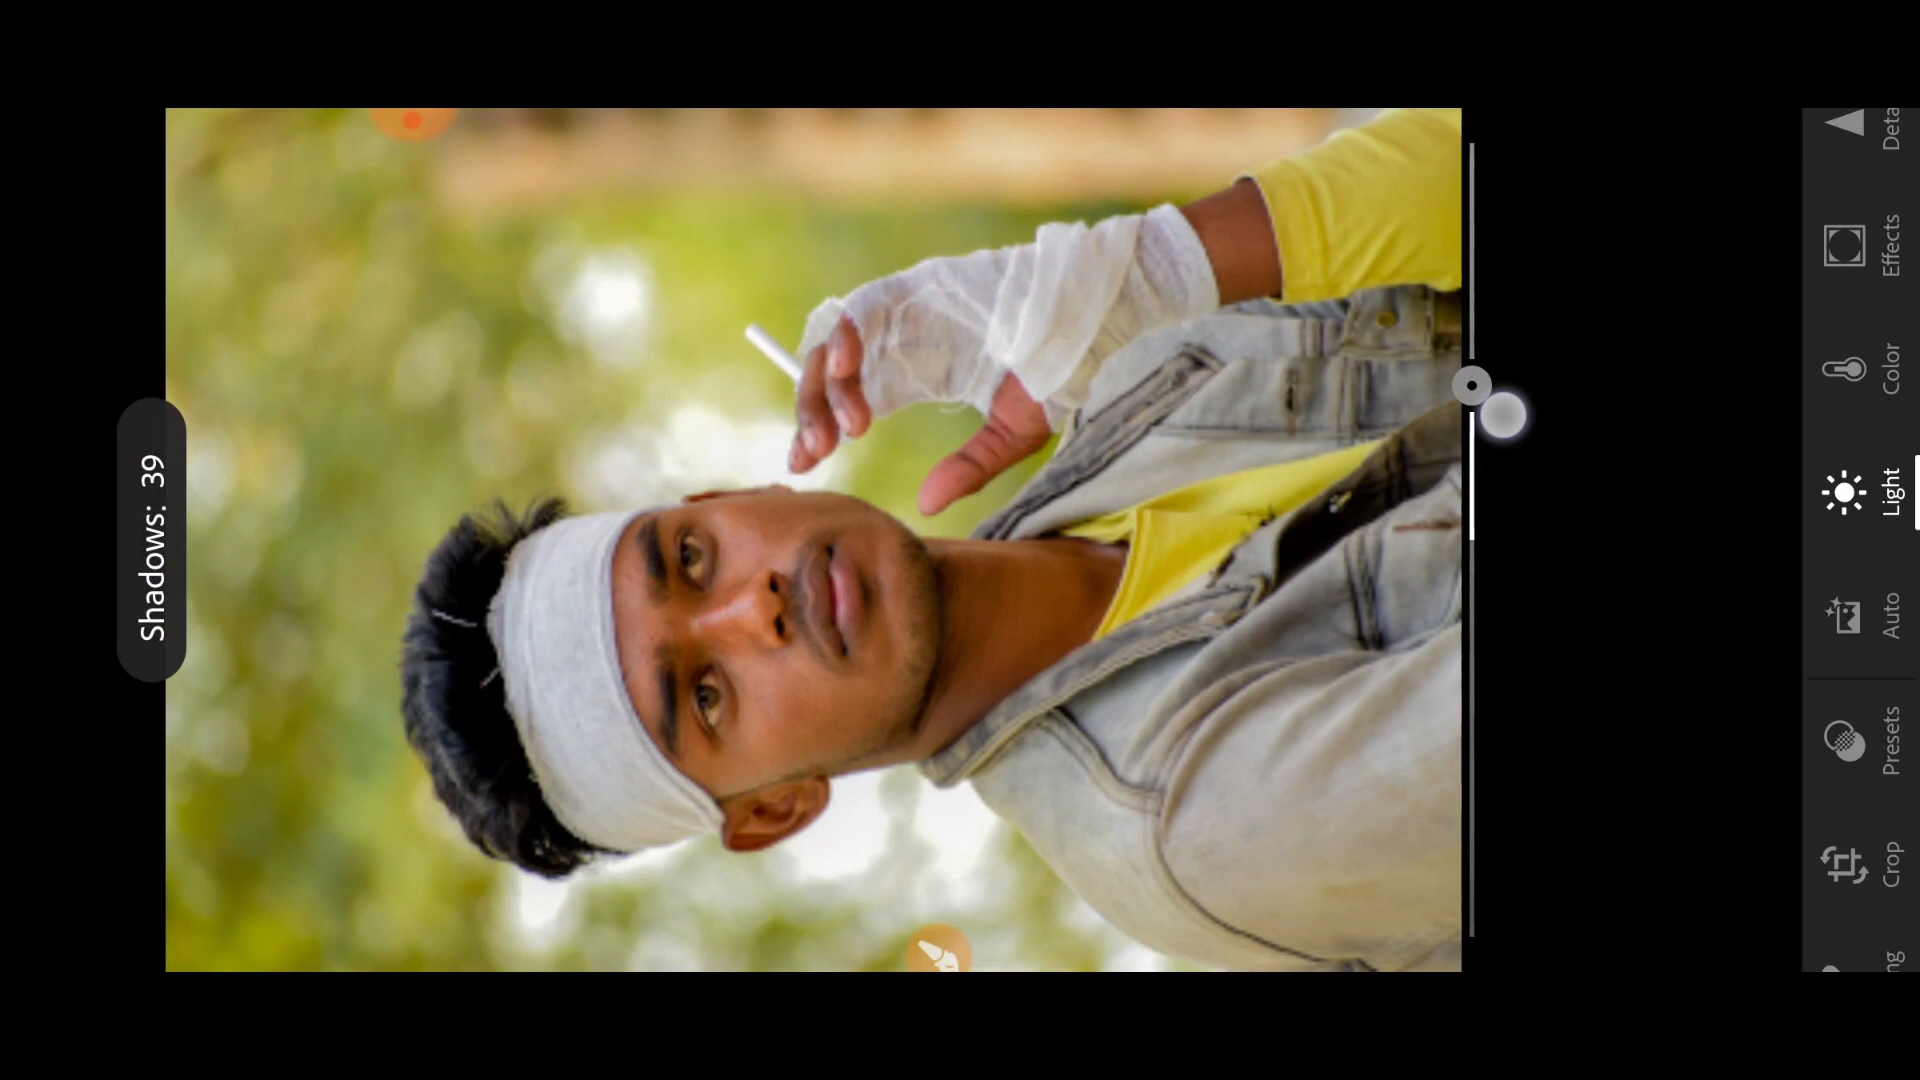 Shadows: 39
ng
Crop
Presets
Auto
Light
Color
Effects
Deta